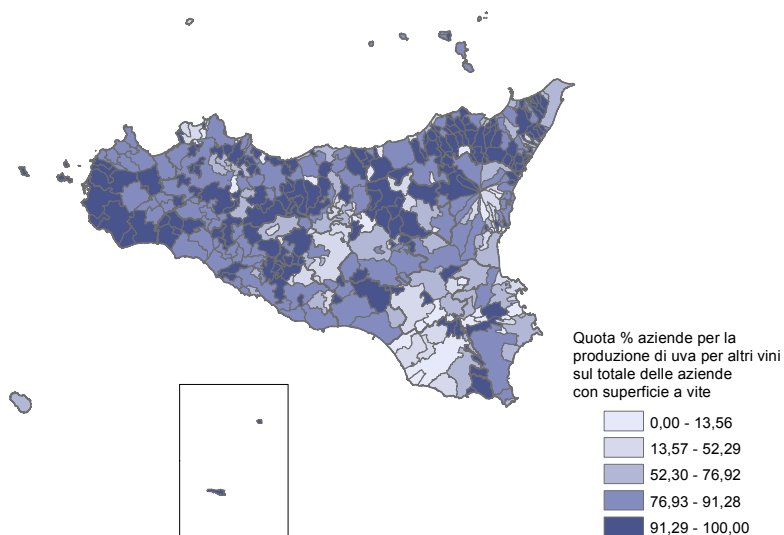 Quota % aziende per la
produzione di uva per altri vini
sul totale delle aziende
con superficie a vite
0,00 - 13,56
13,57 - 52,29
52,30 - 76,92
76,93 - 91,28
91,29 - 100,00